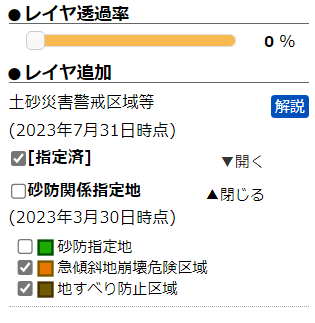 ●レイヤ透過率
0 %
●レイヤ追加
土砂災害警戒区域等 解説
(2023年7月31日時点)
[指定済] ▼開く
砂防関係指定地 ▲閉じる
(2023年3月30日時点)
砂防指定地
急傾斜地崩壊危険区域
地すべり防止区域